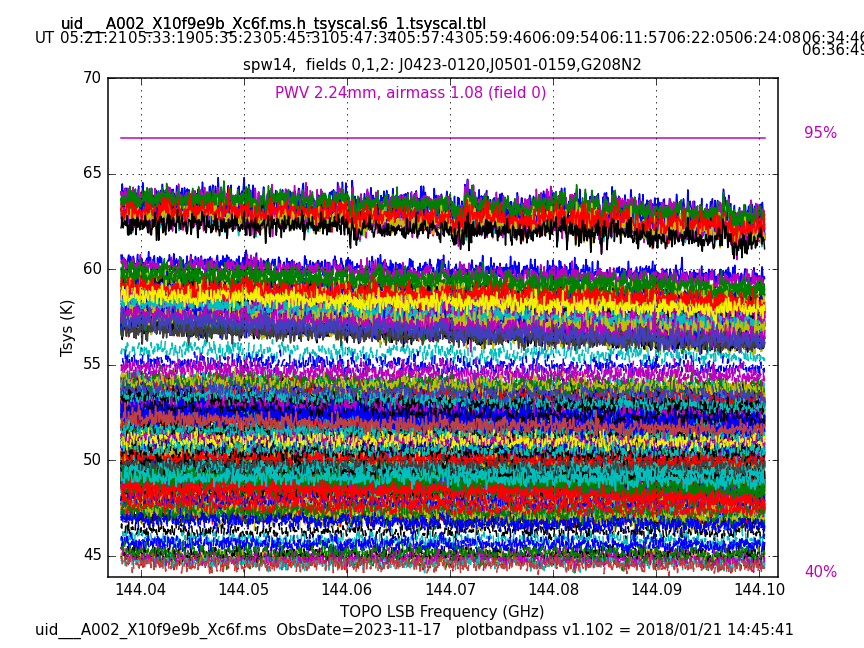 uid___A002_X10f9e9b_Xc6f.ms.h_tsyscal.s6_1.tsyscal.tbl
UT 05:21:21 05:33:19 05:35:23 05:45:31 05:47:34 05:57:43 05:59:46 06:09:54 06:11:57 06:22:05 06:24:08 06:34:46
06:36:49
spw14,  fields 0,1,2: J0423-0120,J0501-0159,G208N2
PWV 2.24mm, airmass 1.08 (field 0)
95%
40%
70
65
60
55
50
45
Tsys (K)
144.04 144.05 144.06 144.07 144.08 144.09 144.10
TOPO LSB Frequency (GHz)
uid___A002_X10f9e9b_Xc6f.ms  ObsDate=2023-11-17   plotbandpass v1.102 = 2018/01/21 14:45:41